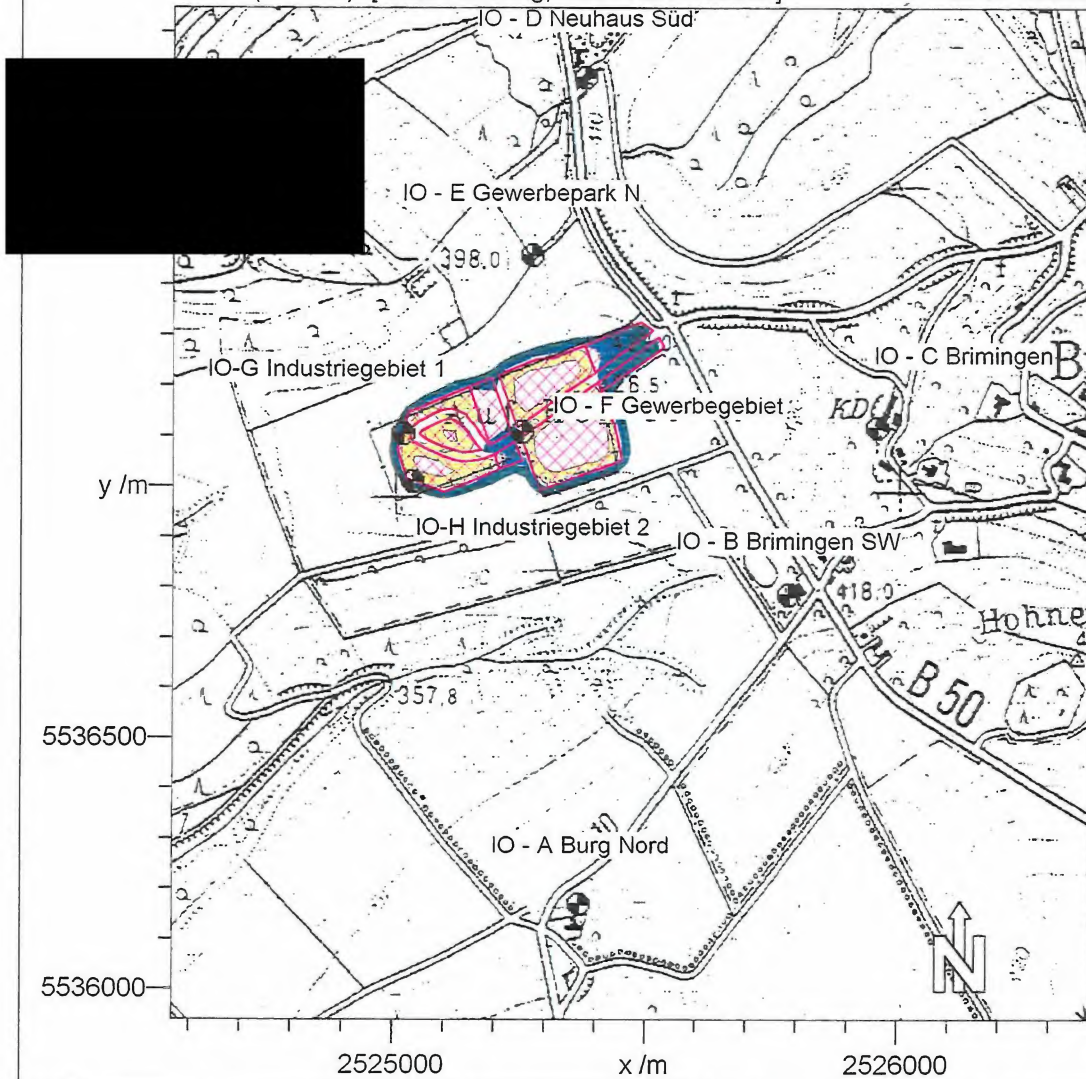 IO - D Neuhaus Süd
IO - E Gewerbepark N
398,0
IO-G Industriegebiet 1
IO - C Brimingen
B
KD
IO - F Gewerbegebiet
y /m
IO-H Industriegebiet 2
IO - B Brimingen SW
418,0
Hohne
357,8
B 50
5536500
IO - A Burg Nord
N
5536000
2525000
x /m
2526000